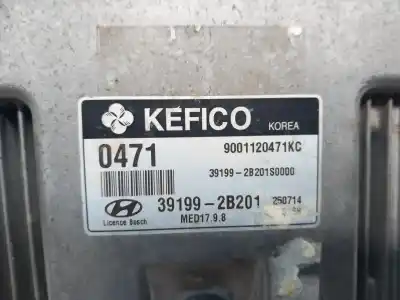 KEFICO KOREA
0471 9001120471KC
39199-2B201S0000
39199-2B201 250714
Licence Bosch MED17.9.8